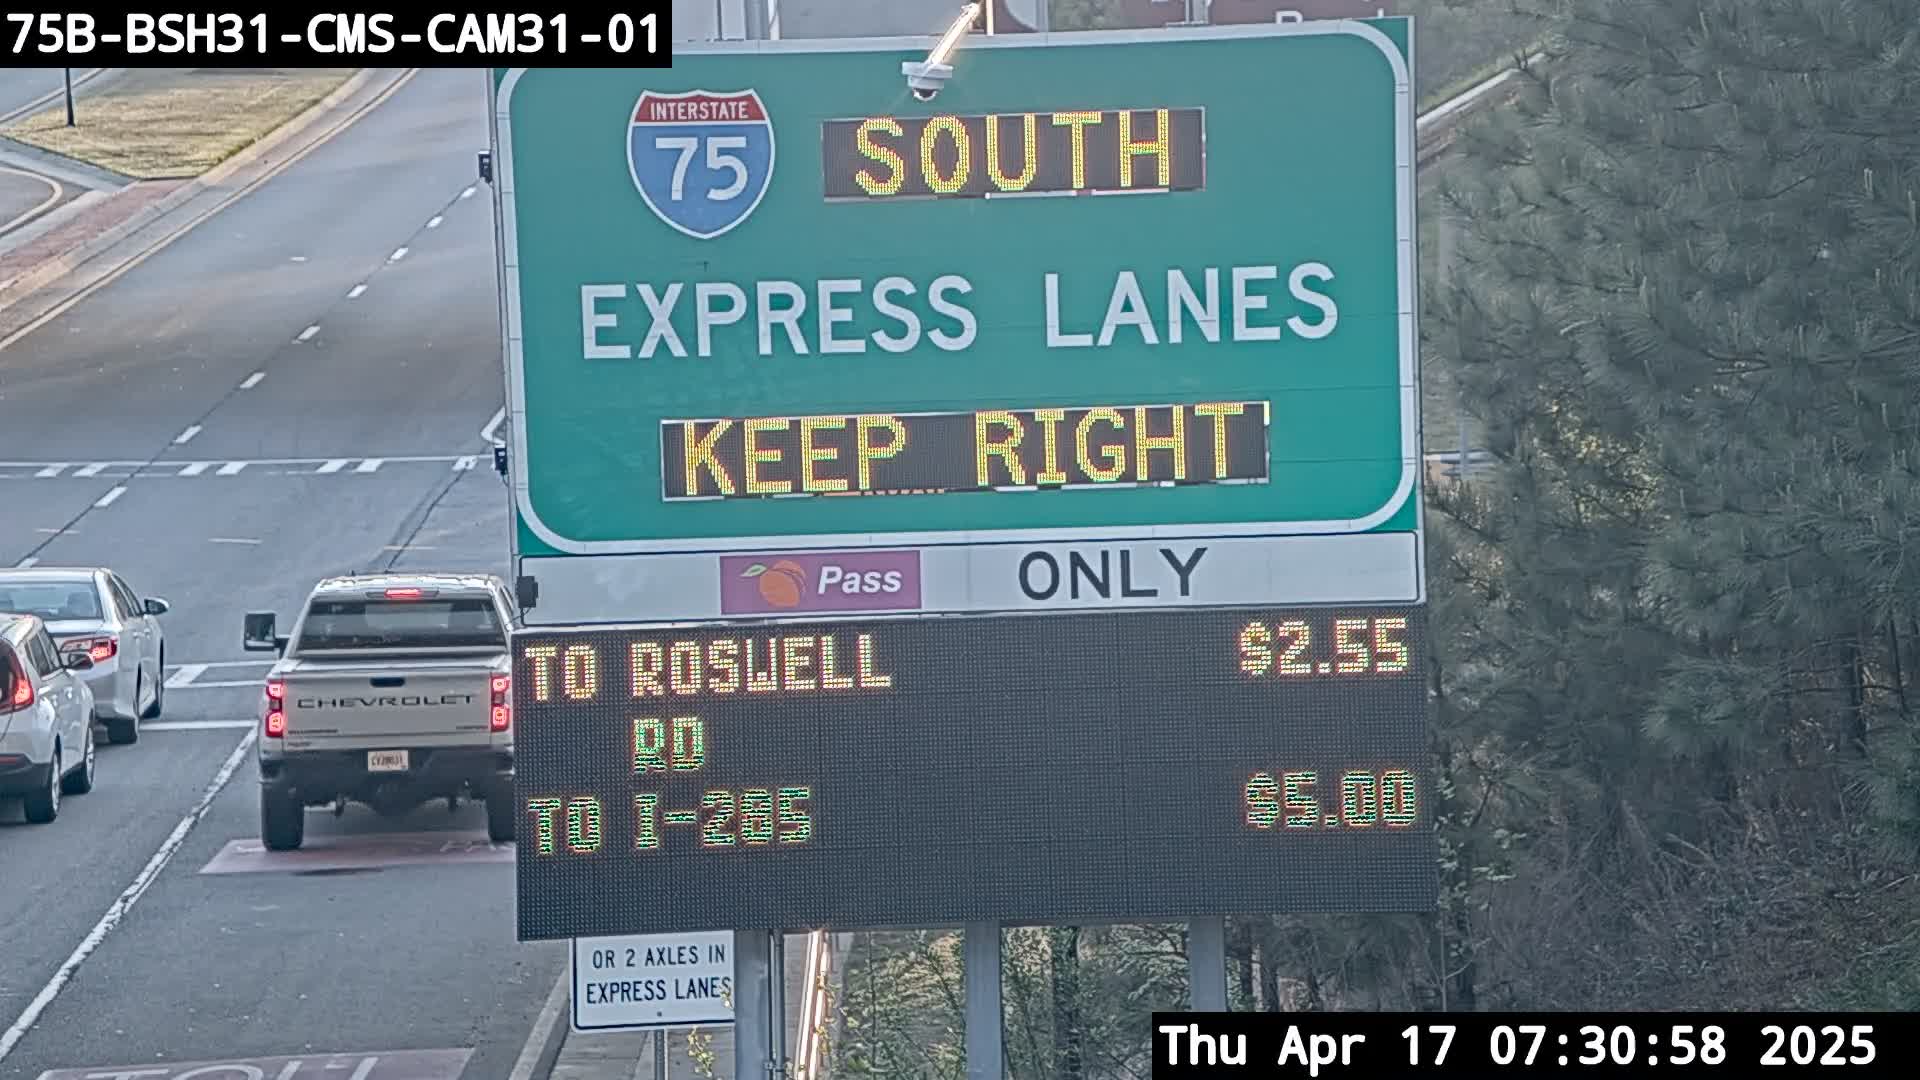 75B-BSH31-CMS-CAM31-01
INTERSTATE
75
SOUTH
EXPRESS LANES
KEEP RIGHT
Pass
ONLY
TO ROSWELL $2.55
RD
TO I-285 $5.00
CHEVROLET
OR 2 AXLES IN
EXPRESS LANES
Thu Apr 17 07:30:58 2025